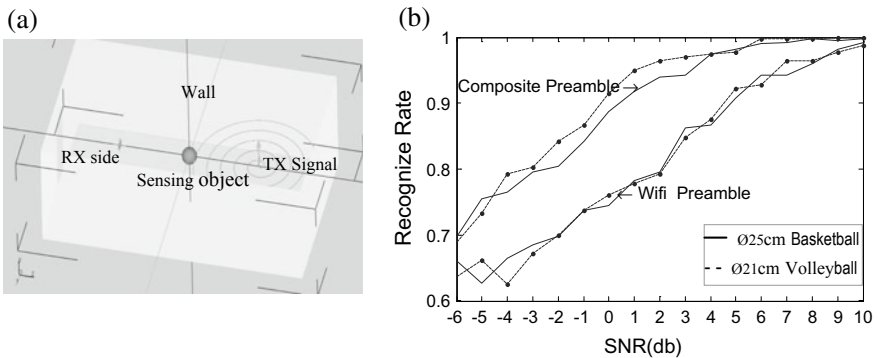 (a)
Wall
RX side
TX Signal
Sensing object
(b)
Recognize Rate
1
0.9
0.8
0.7
0.6
Composite Preamble
Wifi Preamble
Ø25cm Basketball
Ø21cm Volleyball
-6 -5 -4 -3 -2 -1 0 1 2 3 4 5 6 7 8 9 10
SNR(db)